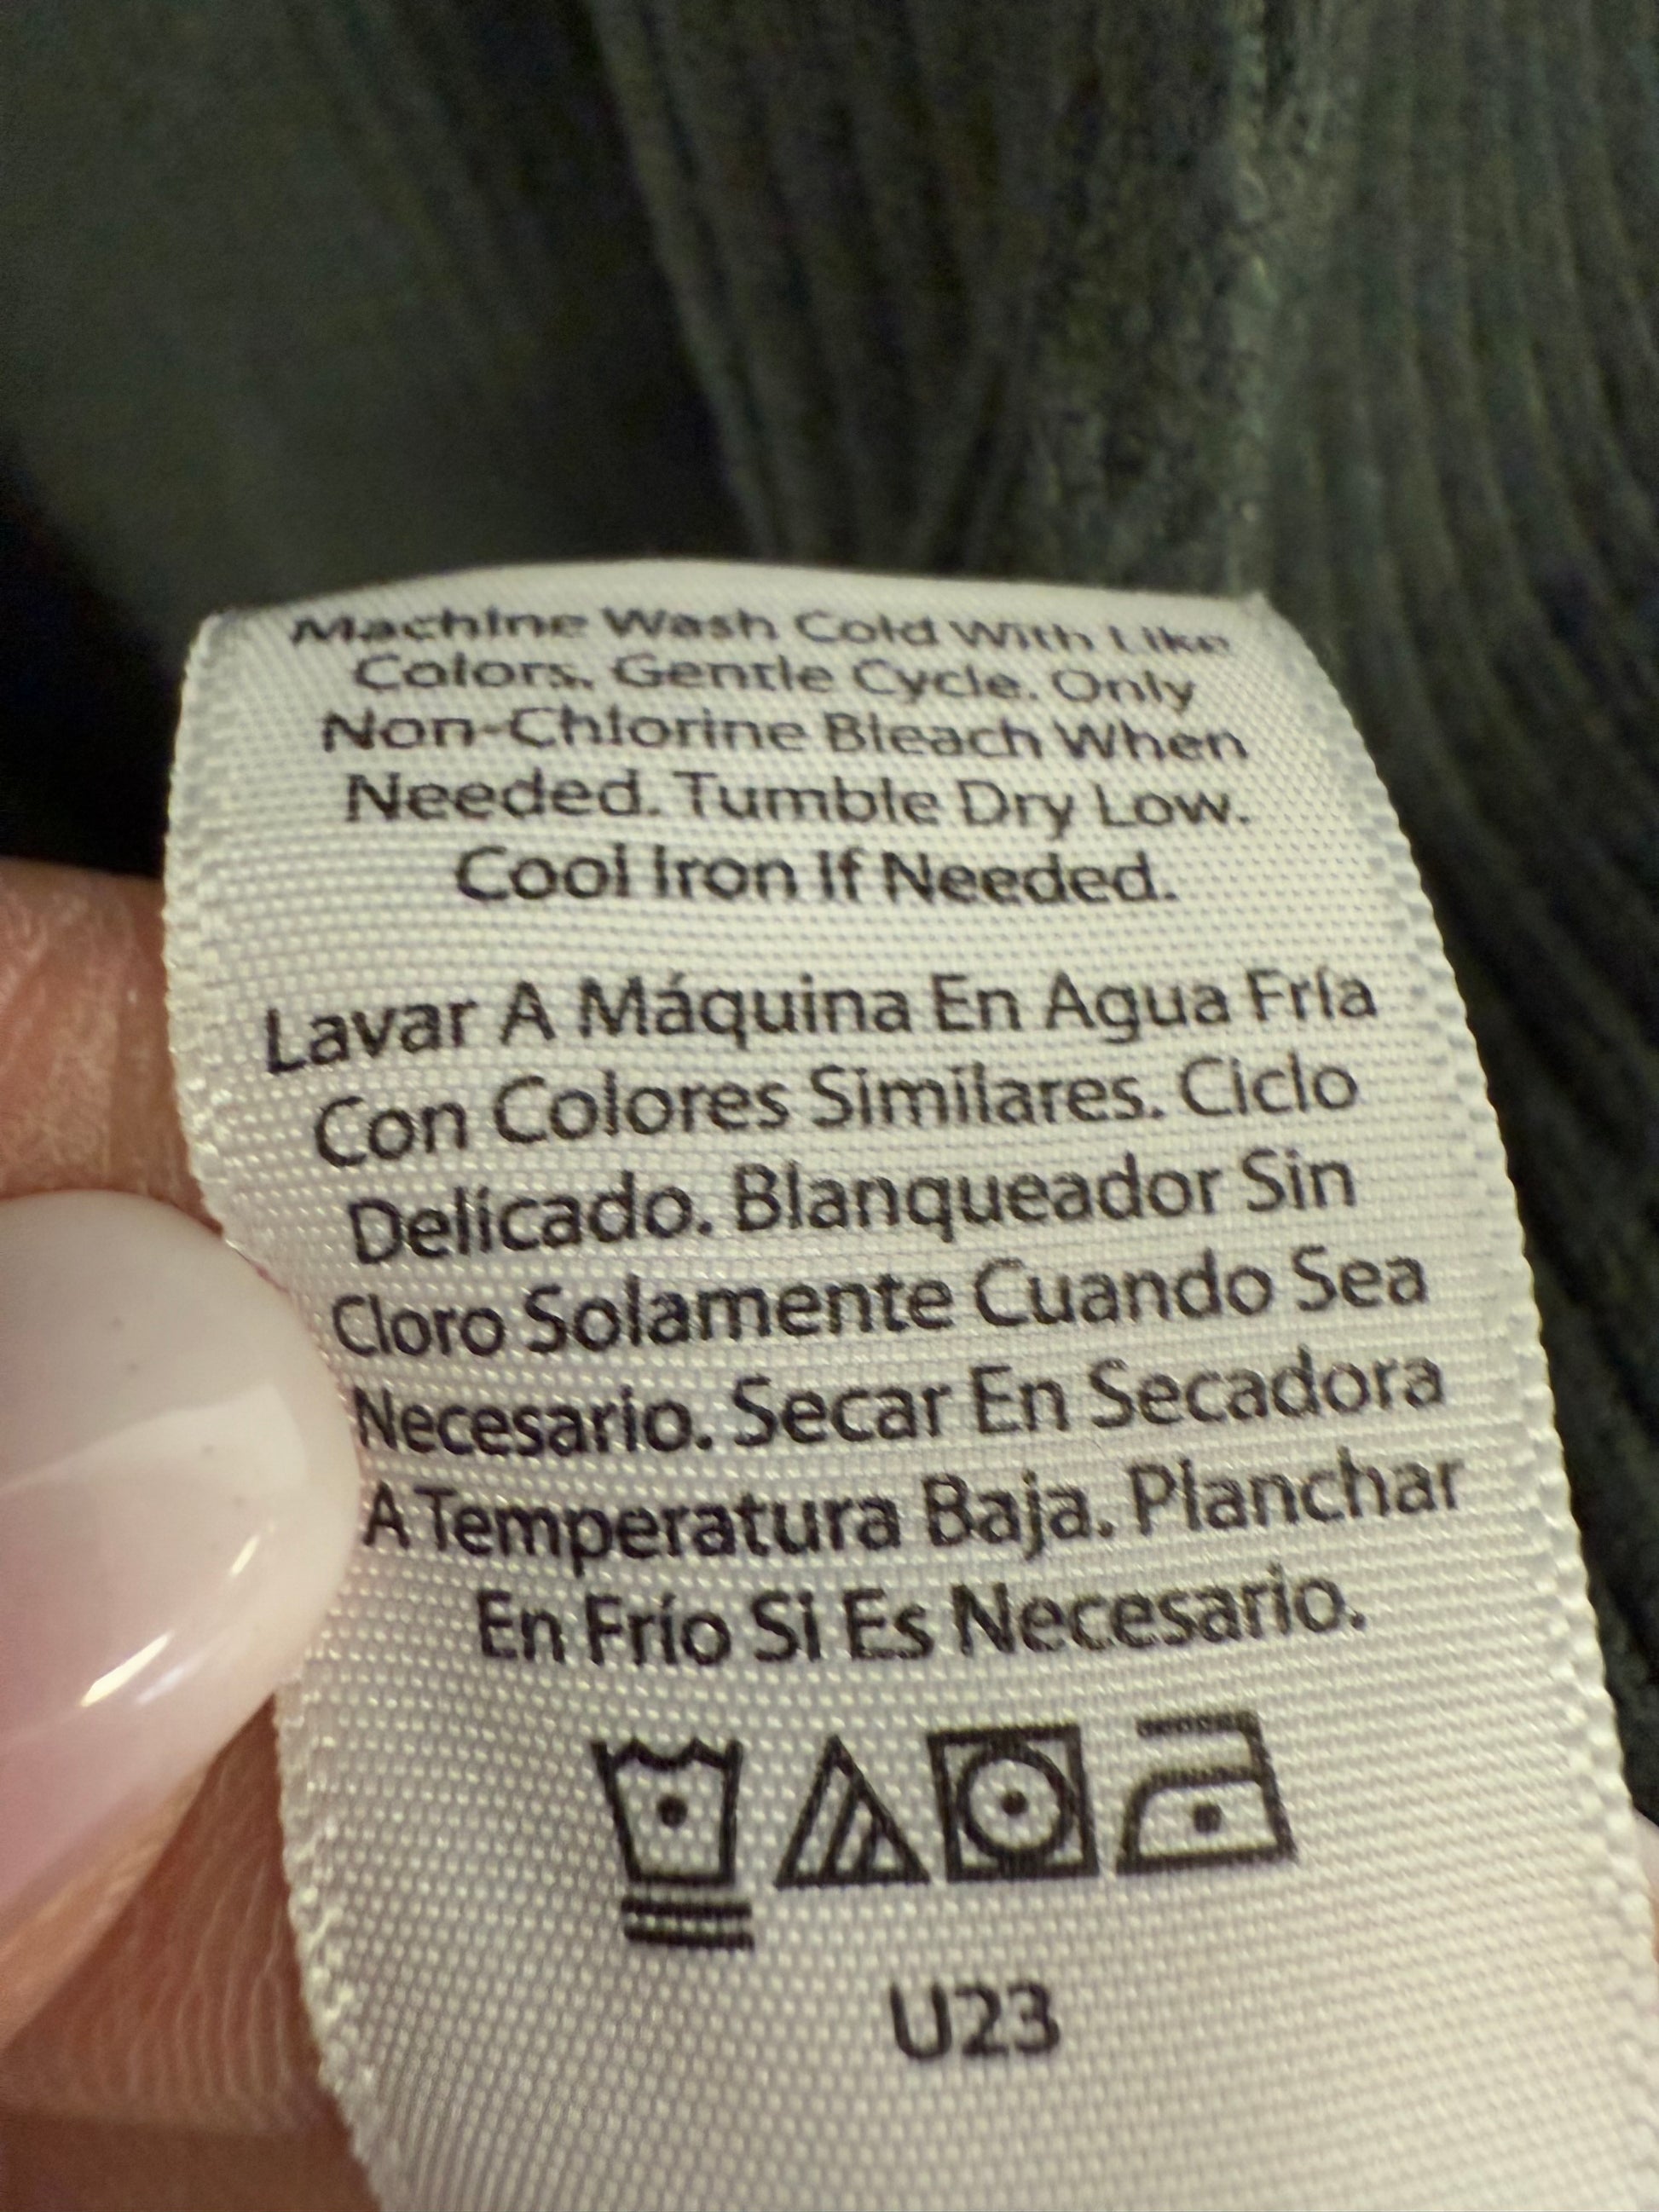 Machine Wash Cold With Like
Colors. Gentle Cycle. Only
Non-Chlorine Bleach When
Needed. Tumble Dry Low.
Cool Iron If Needed.
Lavar A Máquina En Agua Fría
Con Colores Similares. Ciclo
Delicado. Blanqueador Sin
Cloro Solamente Cuando Sea
Necesario. Secar En Secadora
A Temperatura Baja. Planchar
En Frío Si Es Necesario.
U23